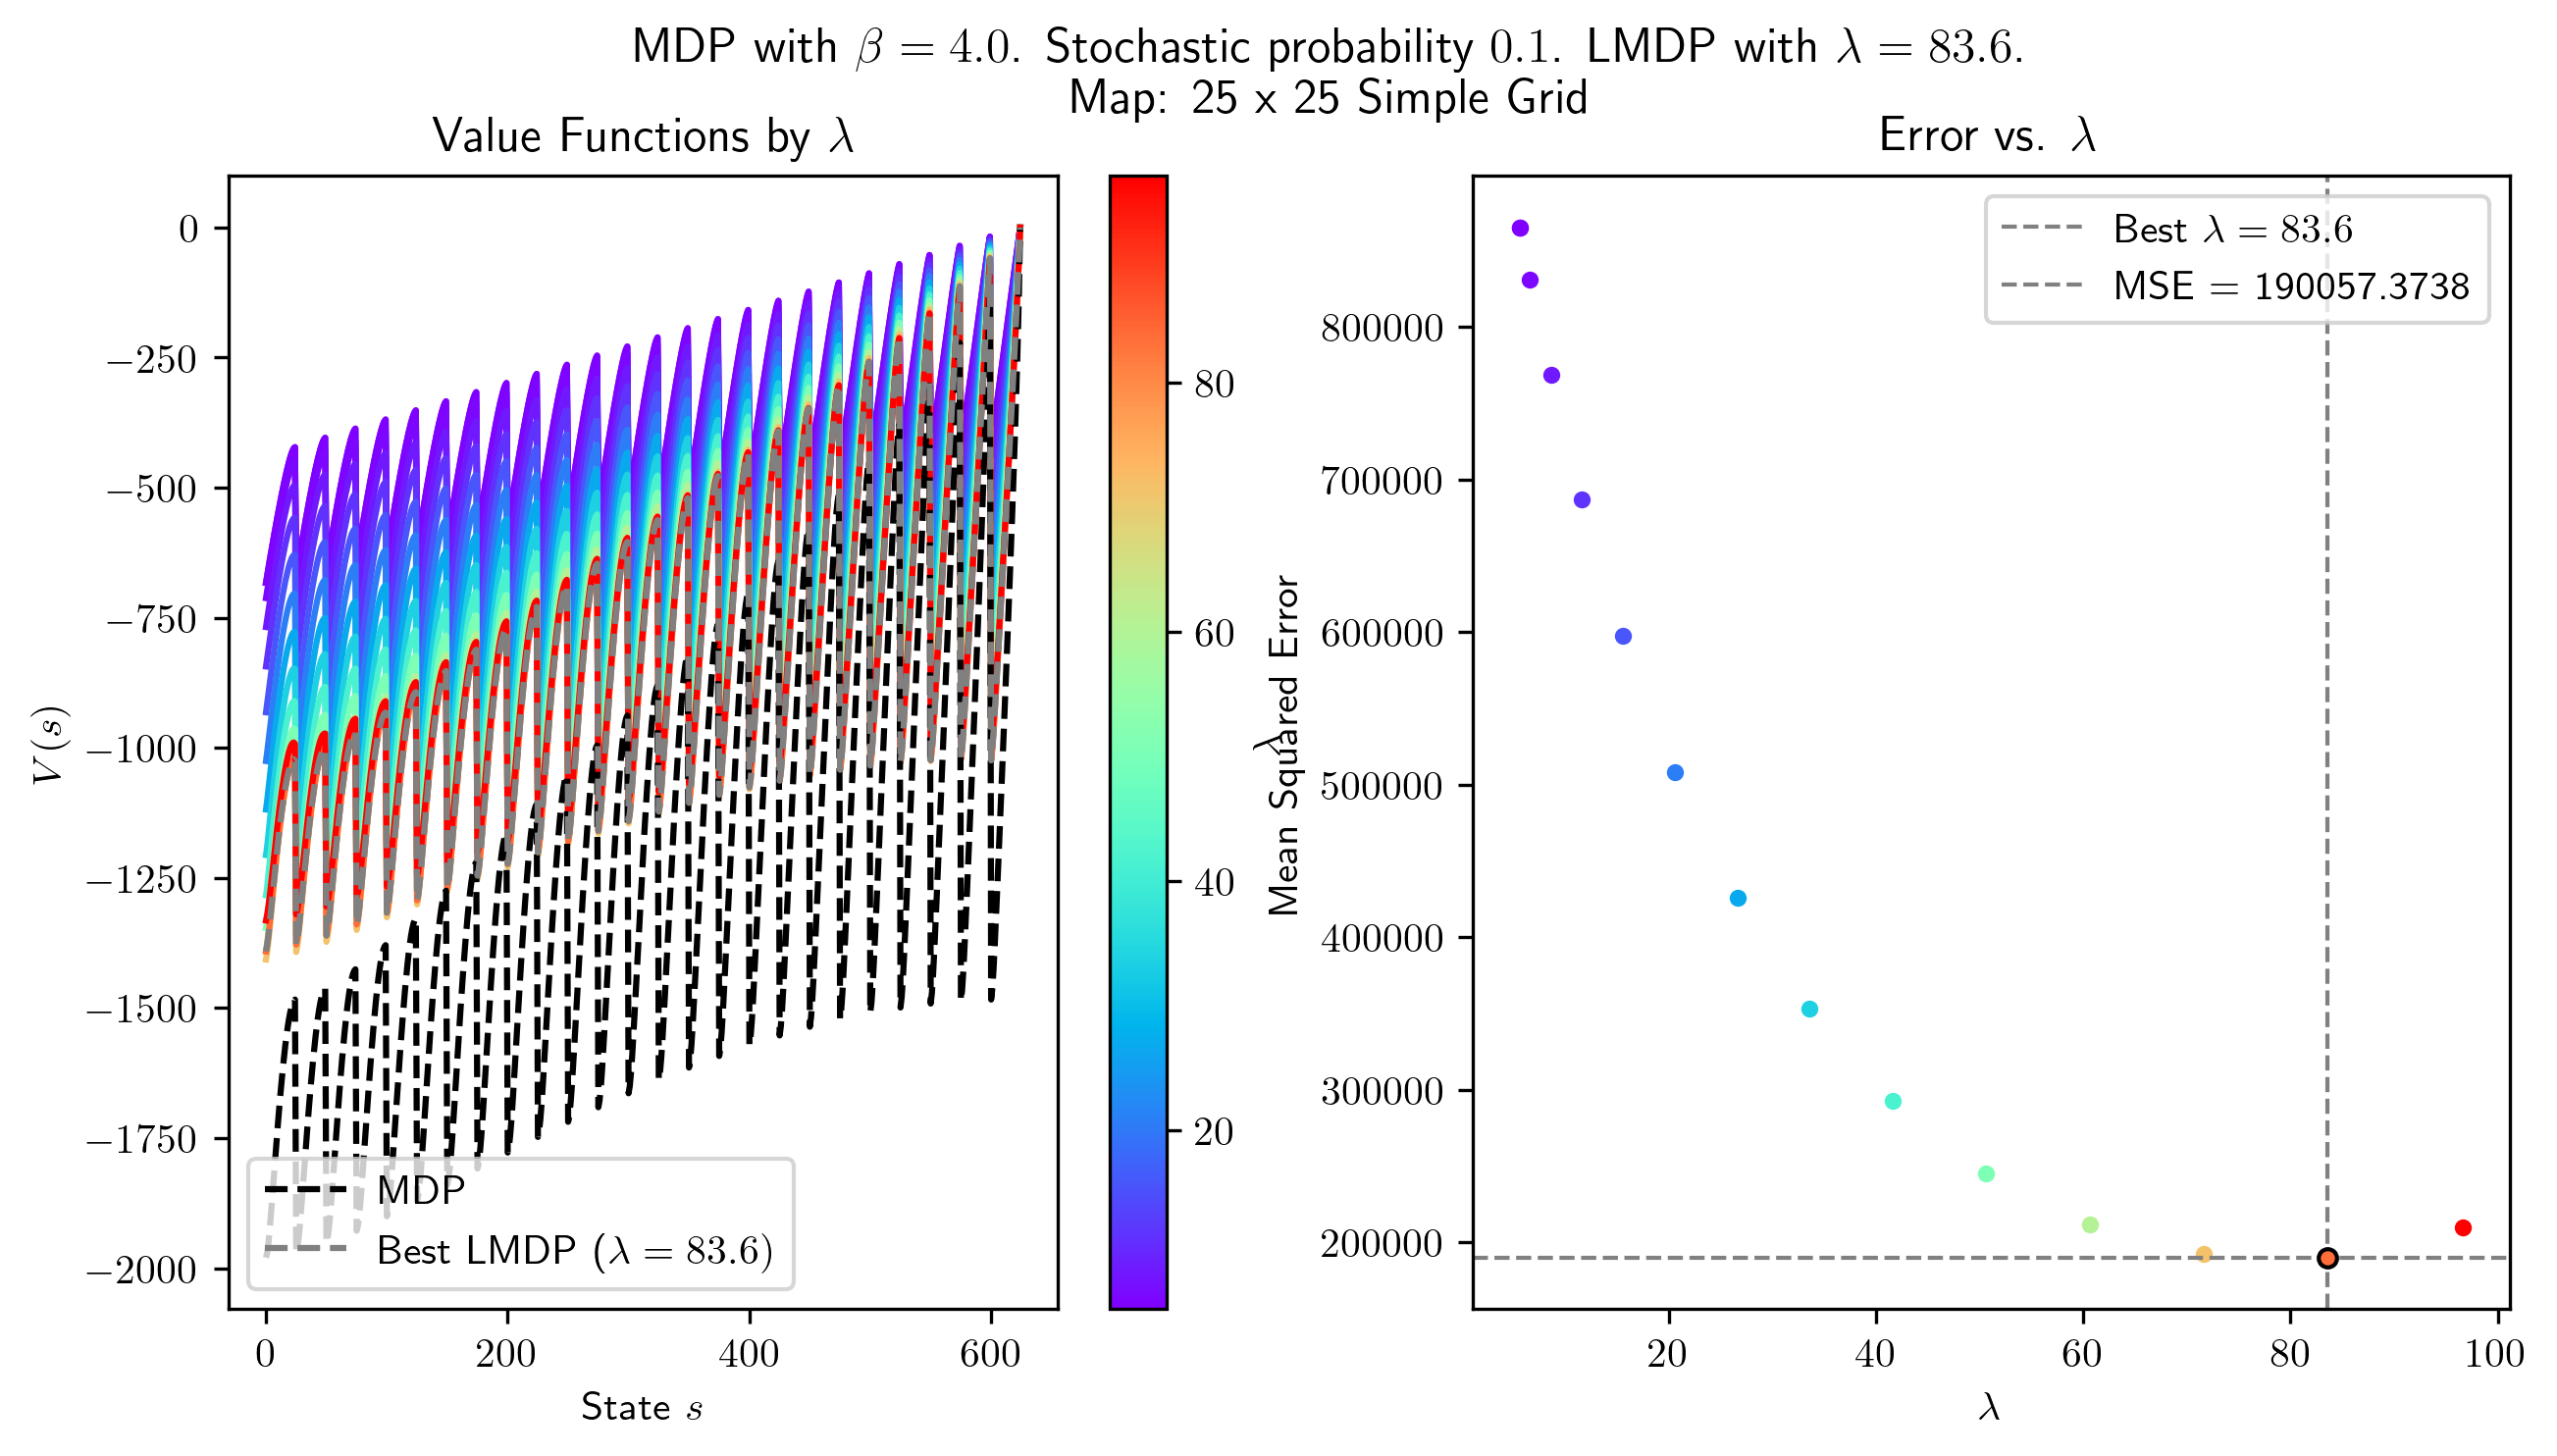 MDP with β = 4.0. Stochastic probability 0.1. LMDP with λ = 83.6.
Map: 25 x 25 Simple Grid
Value Functions by λ
V(s)
0
−250
−500
−750
−1000
−1250
−1500
−1750
−2000
MDP
Best LMDP (λ = 83.6)
0
200
400
600
State s
80
60
40
20
λ
Error vs. λ
Mean Squared Error
800000
700000
600000
500000
400000
300000
200000
Best λ = 83.6
MSE = 190057.3738
20
40
60
80
100
λ